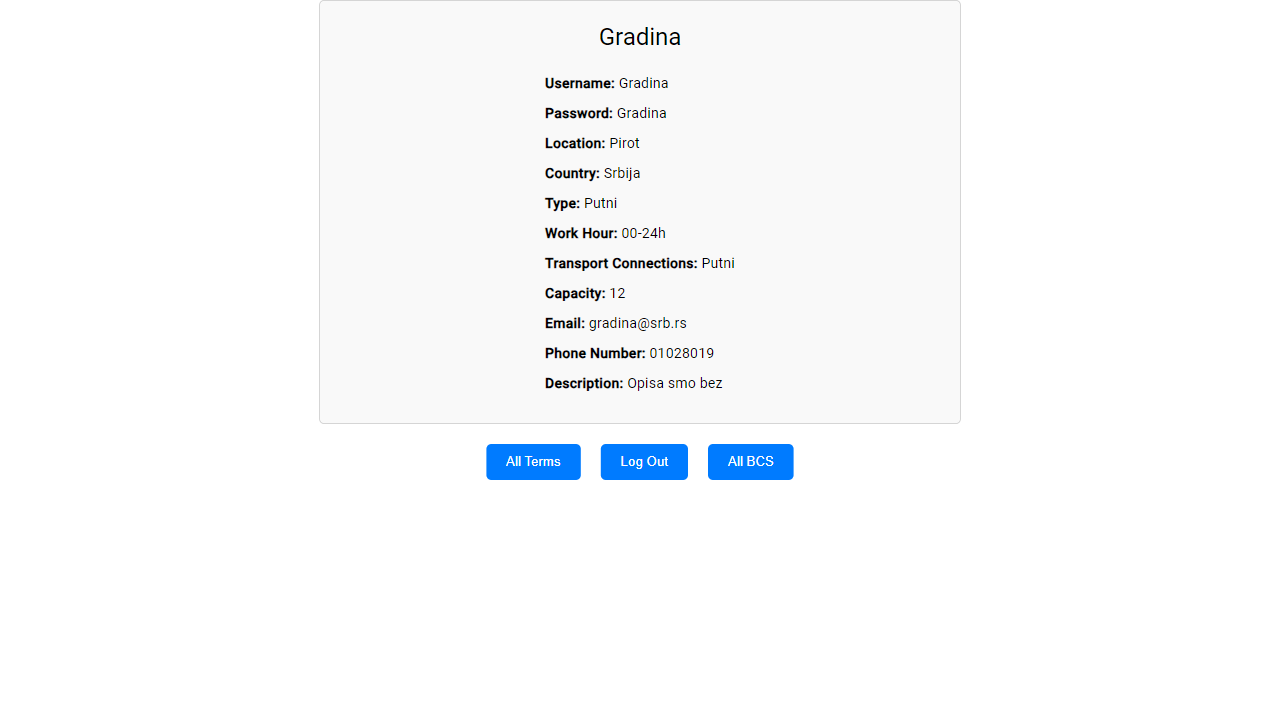 Gradina
Username: Gradina
Password: Gradina
Location: Pirot
Country: Srbija
Type: Putni
Work Hour: 00-24h
Transport Connections: Putni
Capacity: 12
Email: gradina@srb.rs
Phone Number: 01028019
Description: Opisa smo bez
All Terms Log Out All BCS